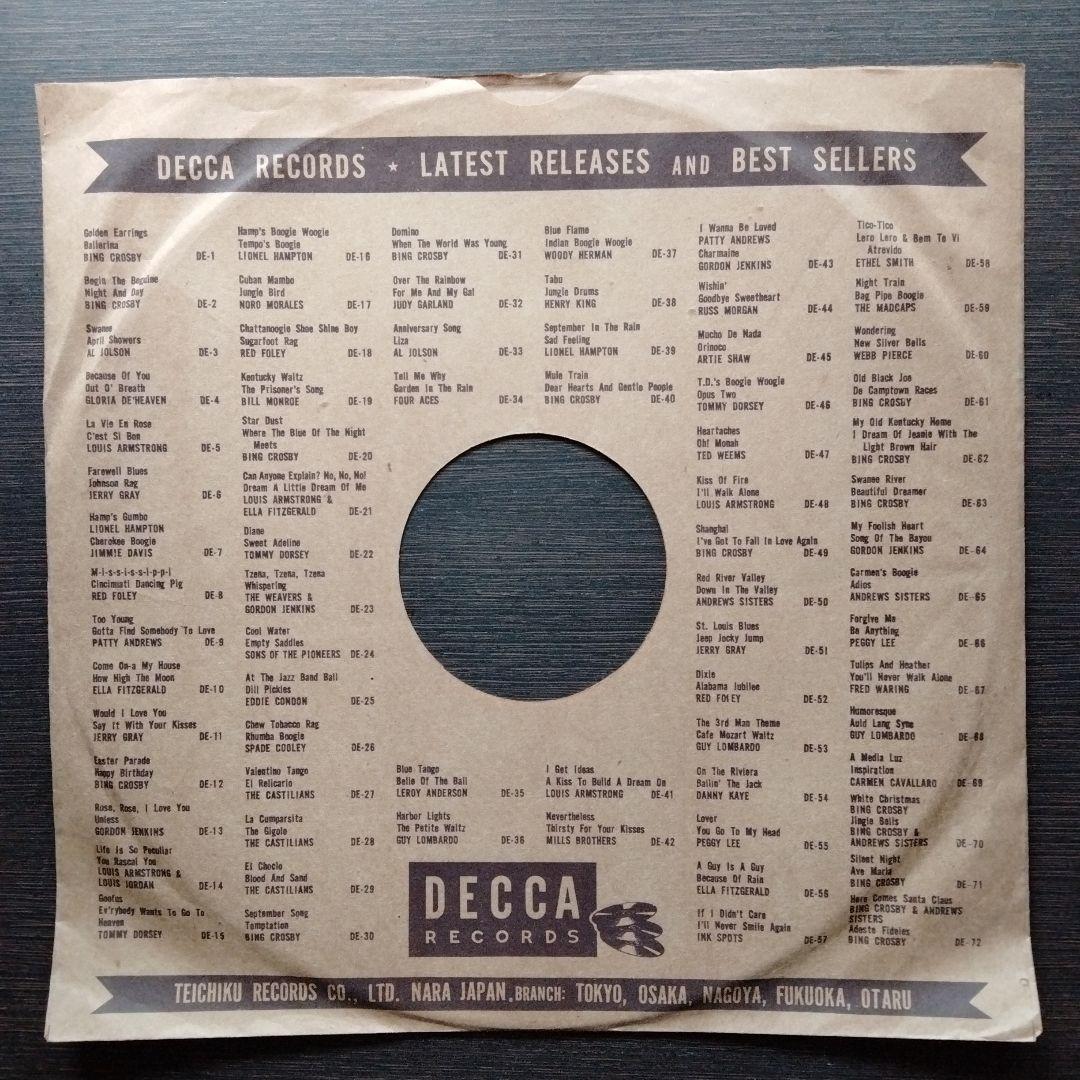 DECCA RECORDS ★ LATEST RELEASES AND BEST SELLERS
Golden Earrings
Ballerina
BING CROSBY DE-1
Begin The Beguine
Night And Day
BING CROSBY DE-2
Swanee
April Showers
AL JOLSON DE-3
Because Of You
Out O' Breath
GLORIA DE'HEAVEN DE-4
La Vie En Rose
C'est Si Bon
LOUIS ARMSTRONG DE-5
Farewell Blues
Johnson Rag
JERRY GRAY DE-6
Hamp's Gumbo
LIONEL HAMPTON
Cherokee Boogie
JIMMIE DAVIS DE-7
M-i-s-s-i-s-s-i-p-p-i
Cincinnati Dancing Pig
RED FOLEY DE-8
Too Young
Gotta Find Somebody To Love
PATTY ANDREWS DE-9
Come On-a My House
How High The Moon
ELLA FITZGERALD DE-10
Would I Love You
Say It With Your Kisses
JERRY GRAY DE-11
Easter Parade
Happy Birthday
BING CROSBY DE-12
Rose, Rose, I Love You
Unless
GORDON JENKINS DE-13
Life Is So Peculiar
You Rascal You
LOUIS ARMSTRONG &
LOUIS JORDAN DE-14
Goofus
Ev'rybody Wants To Go To
Heaven
TOMMY DORSEY DE-15
Hamp's Boogie Woogie
Tempo's Boogie
LIONEL HAMPTON DE-16
Cuban Mambo
Jungle Bird
NORO MORALES DE-17
Chattanoogie Shoe Shine Boy
Sugarfoot Rag
RED FOLEY DE-18
Kentucky Waltz
The Prisoner's Song
BILL MONROE DE-19
Star Dust
Where The Blue Of The Night
Meets
BING CROSBY DE-20
Can Anyone Explain? No, No, No!
Dream A Little Dream Of Me
LOUIS ARMSTRONG &
ELLA FITZGERALD DE-21
Diane
Sweet Adeline
TOMMY DORSEY DE-22
Tzena, Tzena, Tzena
Whispering
THE WEAVERS &
GORDON JENKINS DE-23
Cool Water
Empty Saddles
SONS OF THE PIONEERS DE-24
At The Jazz Band Ball
Dill Pickles
EDDIE CONDON DE-25
Chew Tobacco Rag
Rhumba Boogie
SPADE COOLEY DE-26
Valentino Tango
El Relicario
THE CASTILIANS DE-27
La Cumparsita
The Gigolo
THE CASTILIANS DE-28
El Choclo
Blood And Sand
THE CASTILIANS DE-29
September Song
Temptation
BING CROSBY DE-30
Domino
When The World Was Young
BING CROSBY DE-31
Over The Rainbow
For Me And My Gal
JUDY GARLAND DE-32
Anniversary Song
Liza
AL JOLSON DE-33
Tell Me Why
Garden In The Rain
FOUR ACES DE-34
Blue Tango
Belle Of The Ball
LEROY ANDERSON DE-35
Harbor Lights
The Petite Waltz
GUY LOMBARDO DE-36
Blue Flame
Indian Boogie Woogie
WOODY HERMAN DE-37
Tabu
Jungle Drums
HENRY KING DE-38
September In The Rain
Sad Feeling
LIONEL HAMPTON DE-39
Mule Train
Dear Hearts And Gentle People
BING CROSBY DE-40
I Get Ideas
A Kiss To Build A Dream On
LOUIS ARMSTRONG DE-41
Nevertheless
Thirsty For Your Kisses
MILLS BROTHERS DE-42
I Wanna Be Loved
PATTY ANDREWS
Charmaine
GORDON JENKINS DE-43
Wishin'
Goodbye Sweetheart
RUSS MORGAN DE-44
Mucho De Nada
Orinoco
ARTIE SHAW DE-45
T.D.'s Boogie Woogie
Opus Two
TOMMY DORSEY DE-46
Heartaches
Oh! Monah
TED WEEMS DE-47
Kiss Of Fire
I'll Walk Alone
LOUIS ARMSTRONG DE-48
Shanghai
I've Got To Fall In Love Again
BING CROSBY DE-49
Red River Valley
Down In The Valley
ANDREWS SISTERS DE-50
St. Louis Blues
Jeep Jocky Jump
JERRY GRAY DE-51
Dixie
Alabama Jubilee
RED FOLEY DE-52
The 3rd Man Theme
Cafe Mozart Waltz
GUY LOMBARDO DE-53
On The Riviera
Ballin' The Jack
DANNY KAYE DE-54
Lover
You Go To My Head
PEGGY LEE DE-55
A Guy Is A Guy
Because Of Rain
ELLA FITZGERALD DE-56
If I Didn't Care
I'll Never Smile Again
INK SPOTS DE-57
Tico-Tico
Lero Lero & Bem Te Vi
Atrevido
ETHEL SMITH DE-58
Night Train
Bag Pipe Boogie
THE MADCAPS DE-59
Wondering
New Silver Bells
WEBB PIERCE DE-60
Old Black Joe
De Camptown Races
BING CROSBY DE-61
My Old Kentucky Home
I Dream Of Jeanie With The
Light Brown Hair
BING CROSBY DE-62
Swanee River
Beautiful Dreamer
BING CROSBY DE-63
My Foolish Heart
Song Of The Bayou
GORDON JENKINS DE-64
Carmen's Boogie
Adios
ANDREWS SISTERS DE-65
Forgive Me
Be Anything
PEGGY LEE DE-66
Tulips And Heather
You'll Never Walk Alone
FRED WARING DE-67
Humoresque
Auld Lang Syne
GUY LOMBARDO DE-68
A Media Luz
Inspiration
CARMEN CAVALLARO DE-69
White Christmas
BING CROSBY
Jingle Bells
BING CROSBY &
ANDREWS SISTERS DE-70
Silent Night
Ave Maria
BING CROSBY DE-71
Here Comes Santa Claus
BING CROSBY & ANDREWS
SISTERS
Adeste Fideles
BING CROSBY DE-72
DECCA
RECORDS
TEICHIKU RECORDS CO., LTD. NARA JAPAN. BRANCH: TOKYO, OSAKA, NAGOYA, FUKUOKA, OTARU